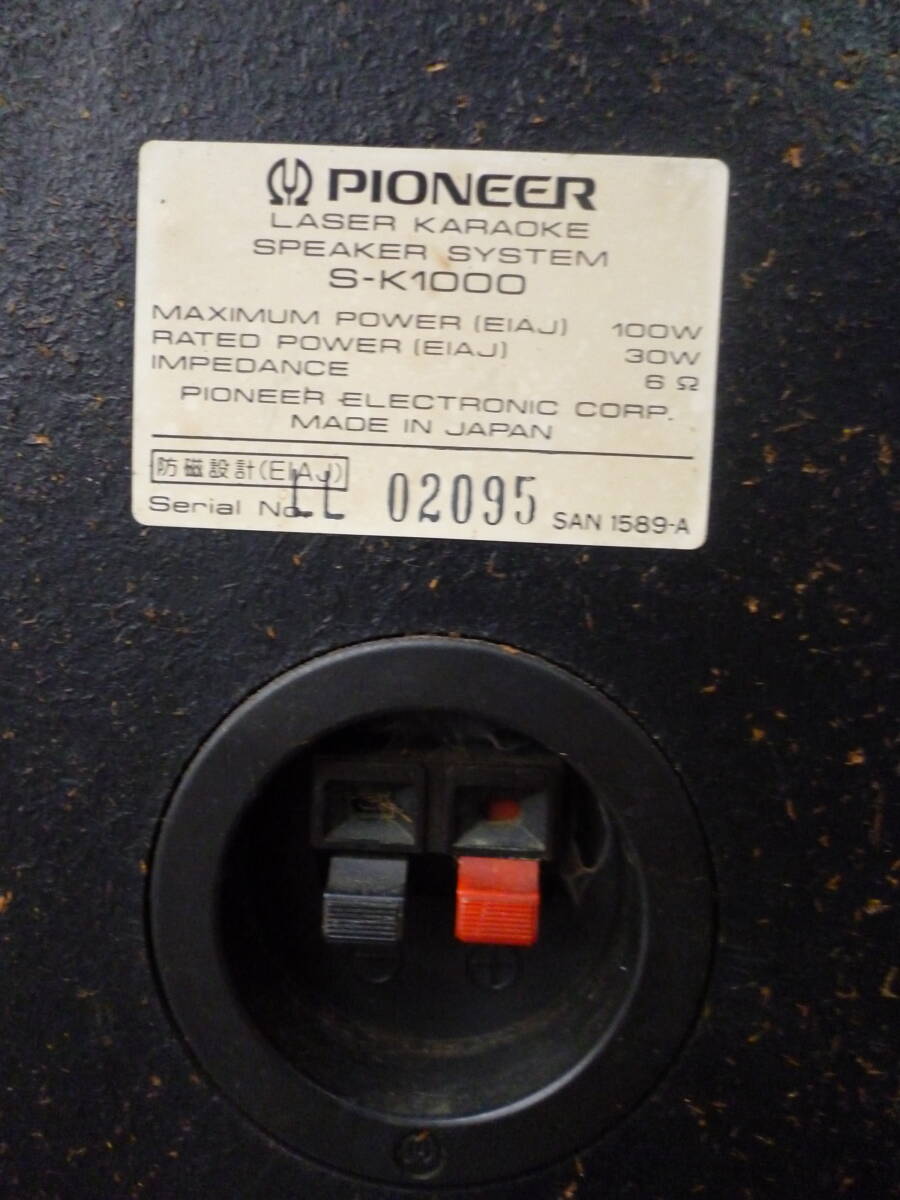 PIONEER
LASER KARAOKE
SPEAKER SYSTEM
S-K1000
MAXIMUM POWER (EIAJ) 100W
RATED POWER (EIAJ) 30W
IMPEDANCE 6 Ω
PIONEER ELECTRONIC CORP.
MADE IN JAPAN
防磁設計(EIAJ)
Serial No. LL 02095 SAN 1589-A